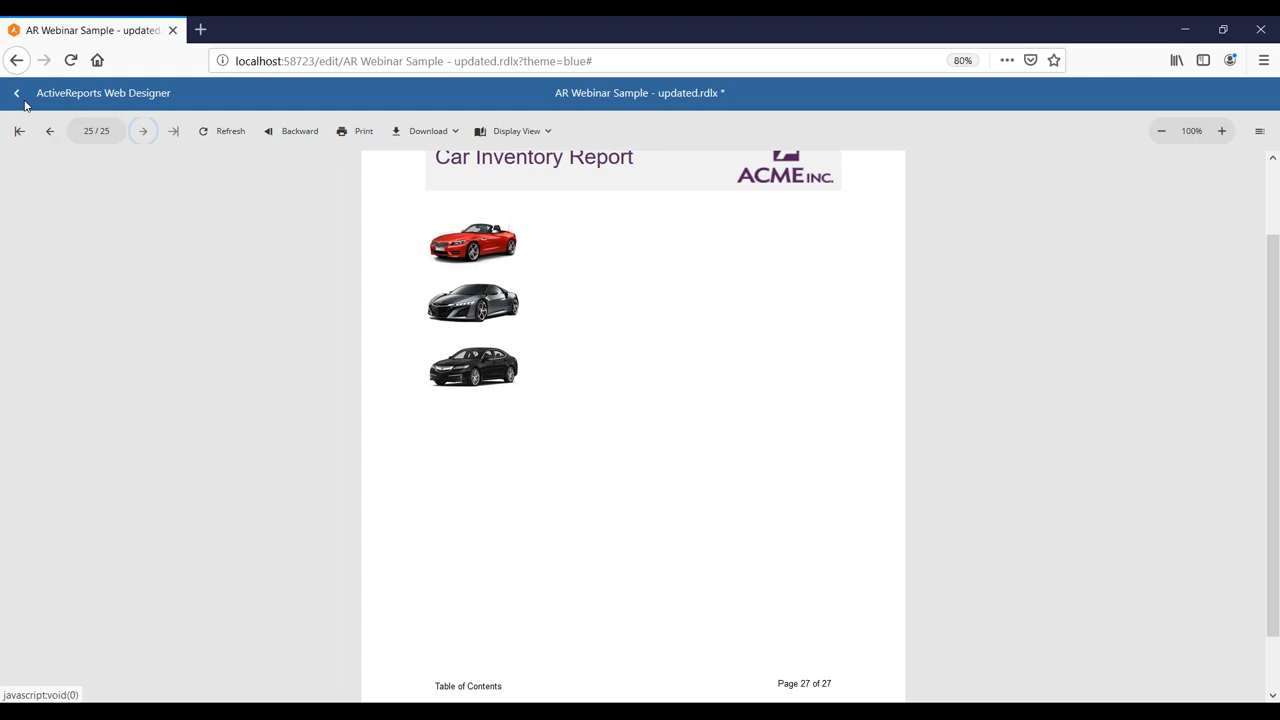 AR Webinar Sample - updated.
localhost:58723/edit/AR Webinar Sample - updated.rdlx?theme=blue#
80%
ActiveReports Web Designer
AR Webinar Sample - updated.rdlx *
25 / 25
Refresh
Backward
Print
Download
Display View
100%
Car Inventory Report
ACME INC.
Table of Contents
Page 27 of 27
javascript:void(0)